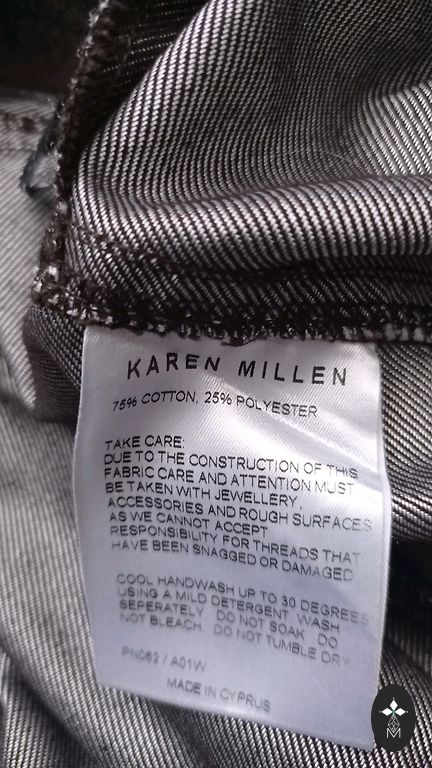 KAREN MILLEN
75% COTTON, 25% POLYESTER
TAKE CARE:
DUE TO THE CONSTRUCTION OF THIS
FABRIC CARE AND ATTENTION MUST
BE TAKEN WITH JEWELLERY,
ACCESSORIES AND ROUGH SURFACES
AS WE CANNOT ACCEPT
RESPONSIBILITY FOR THREADS THAT
HAVE BEEN SNAGGED OR DAMAGED
COOL HANDWASH UP TO 30 DEGREES
USING A MILD DETERGENT WASH
SEPERATELY DO NOT SOAK DO
NOT BLEACH DO NOT TUMBLE DRY
PN062 / A01W
MADE IN CYPRUS
M